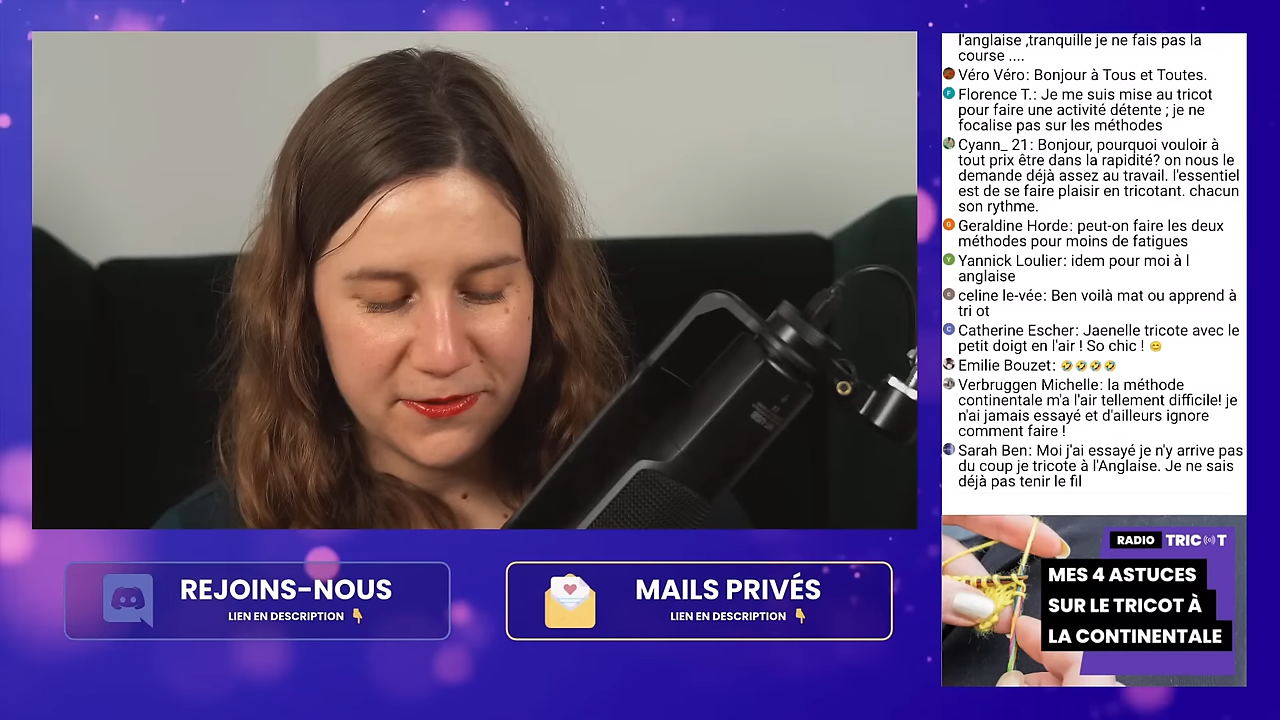 l'anglaise ,tranquille je ne fais pas la
course ....
Véro Véro: Bonjour à Tous et Toutes.
Florence T.: Je me suis mise au tricot
pour faire une activité détente ; je ne
focalise pas sur les méthodes
Cyann_ 21: Bonjour, pourquoi vouloir à
tout prix être dans la rapidité? on nous le
demande déjà assez au travail. l'essentiel
est de se faire plaisir en tricotant. chacun
son rythme.
Geraldine Horde: peut-on faire les deux
méthodes pour moins de fatigues
Yannick Loulier: idem pour moi à l
anglaise
celine le-vée: Ben voilà mat ou apprend à
tri ot
Catherine Escher: Jaenelle tricote avec le
petit doigt en l'air ! So chic ! 😊
Emilie Bouzet: 🤣🤣🤣🤣
Verbruggen Michelle: la méthode
continentale m'a l'air tellement difficile! je
n'ai jamais essayé et d'ailleurs ignore
comment faire !
Sarah Ben: Moi j'ai essayé je n'y arrive pas
du coup je tricote à l'Anglaise. Je ne sais
déjà pas tenir le fil
REJOINS-NOUS
LIEN EN DESCRIPTION 👇
MAILS PRIVÉS
LIEN EN DESCRIPTION 👇
RADIO TRICOT
MES 4 ASTUCES
SUR LE TRICOT À
LA CONTINENTALE